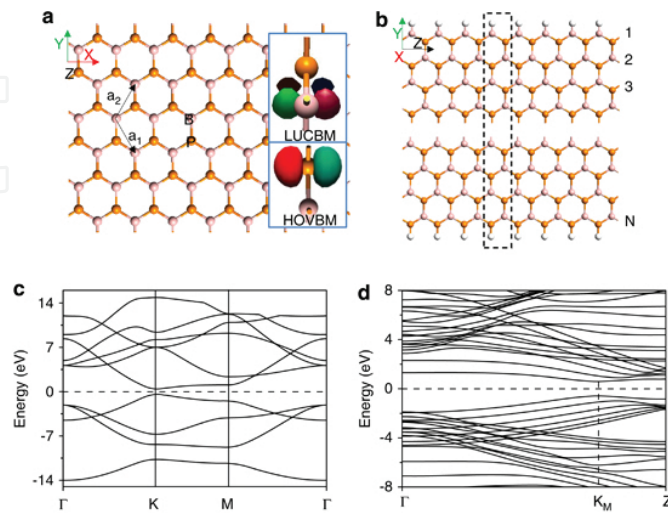 a
Y
X
Z
a2
a1
B
P
LUCBM
HOVBM
b
Y
Z
X
1
2
3
N
c
Energy (eV)
14
7
0
-7
-14
Γ K M Γ
d
Energy (eV)
8
4
0
-4
-8
Γ KM Z